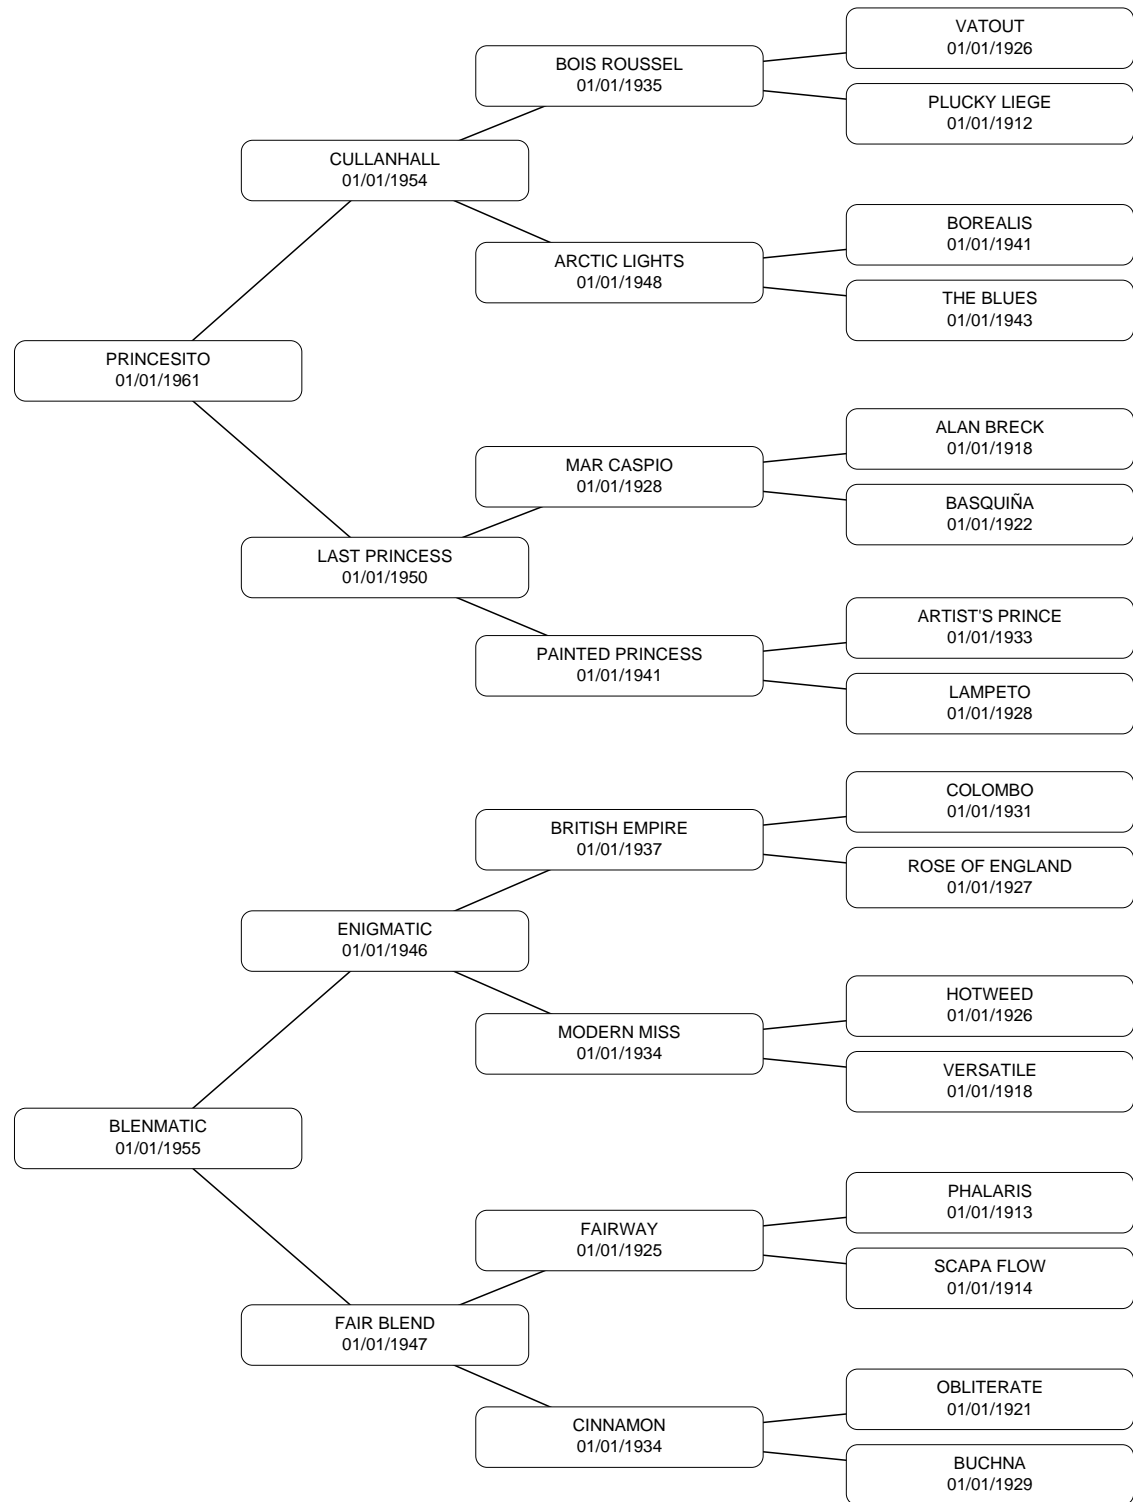 VATOUT
01/01/1926
BOIS ROUSSEL
01/01/1935
PLUCKY LIEGE
01/01/1912
CULLANHALL
01/01/1954
BOREALIS
01/01/1941
ARCTIC LIGHTS
01/01/1948
THE BLUES
01/01/1943
PRINCESITO
01/01/1961
ALAN BRECK
01/01/1918
MAR CASPIO
01/01/1928
BASQUIÑA
01/01/1922
LAST PRINCESS
01/01/1950
ARTIST'S PRINCE
01/01/1933
PAINTED PRINCESS
01/01/1941
LAMPETO
01/01/1928
COLOMBO
01/01/1931
BRITISH EMPIRE
01/01/1937
ROSE OF ENGLAND
01/01/1927
ENIGMATIC
01/01/1946
HOTWEED
01/01/1926
MODERN MISS
01/01/1934
VERSATILE
01/01/1918
BLENMATIC
01/01/1955
PHALARIS
01/01/1913
FAIRWAY
01/01/1925
SCAPA FLOW
01/01/1914
FAIR BLEND
01/01/1947
OBLITERATE
01/01/1921
CINNAMON
01/01/1934
BUCHNA
01/01/1929